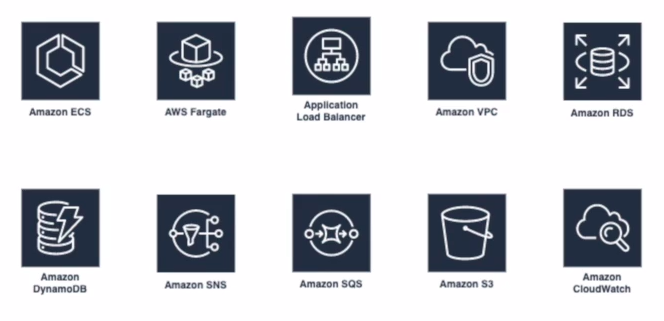 Amazon ECS
AWS Fargate
Application
Load Balancer
Amazon VPC
Amazon RDS
Amazon
DynamoDB
Amazon SNS
Amazon SQS
Amazon S3
Amazon
CloudWatch